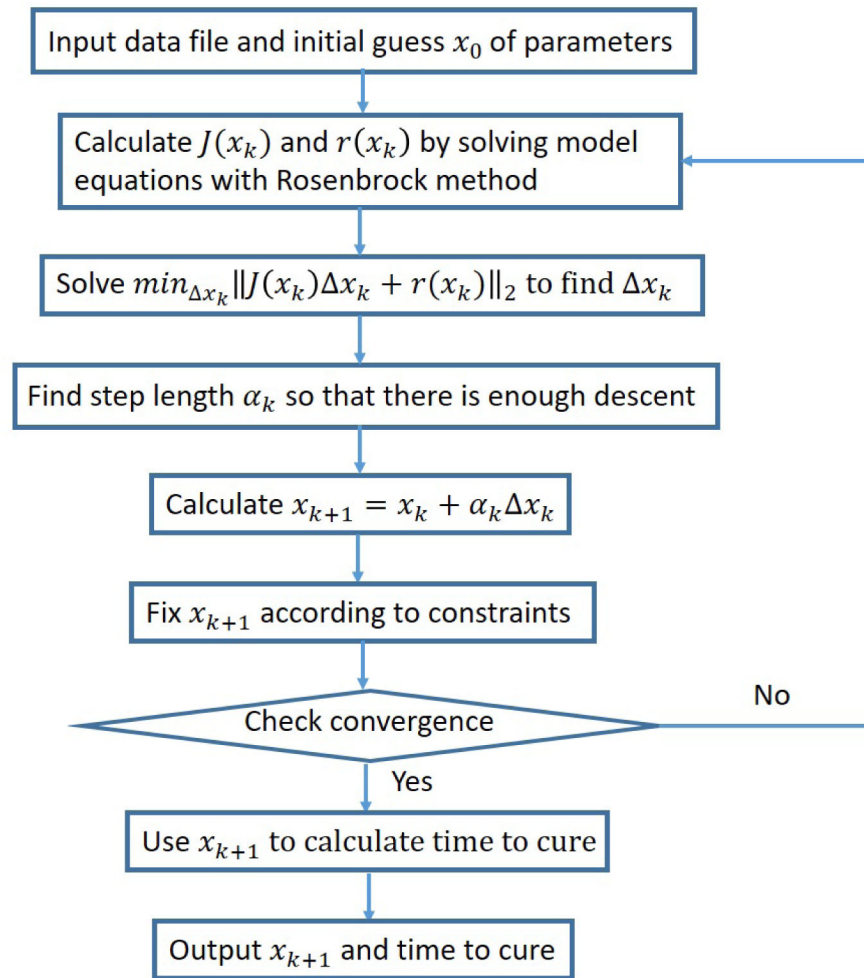 Input data file and initial guess x₀ of parameters
Calculate J(xₖ) and r(xₖ) by solving model
equations with Rosenbrock method
Solve min_{Δxₖ}‖J(xₖ)Δxₖ + r(xₖ)‖₂ to find Δxₖ
Find step length αₖ so that there is enough descent
Calculate xₖ₊₁ = xₖ + αₖΔxₖ
Fix xₖ₊₁ according to constraints
Check convergence
No
Yes
Use xₖ₊₁ to calculate time to cure
Output xₖ₊₁ and time to cure